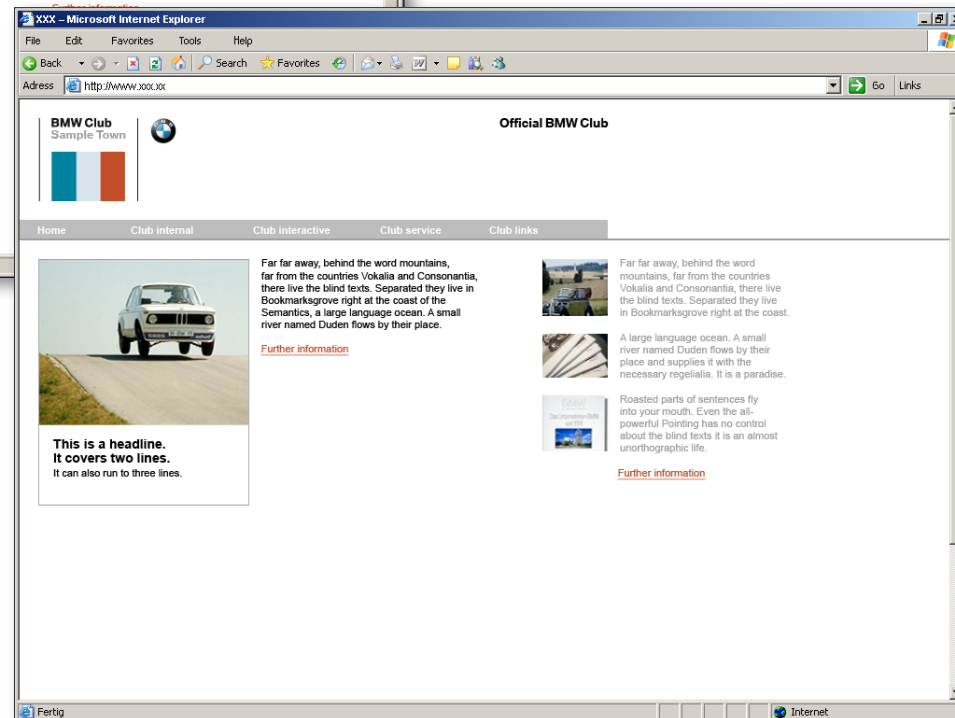 Further information
XXX – Microsoft Internet Explorer
File Edit Favorites Tools Help
Back Search Favorites
Adress http://www.xxx.xx Go Links
BMW Club
Sample Town
Official BMW Club
Home Club internal Club interactive Club service Club links
This is a headline.
It covers two lines.
It can also run to three lines.
Far far away, behind the word mountains,
far from the countries Vokalia and Consonantia,
there live the blind texts. Separated they live in
Bookmarksgrove right at the coast of the
Semantics, a large language ocean. A small
river named Duden flows by their place.
Further information
Far far away, behind the word
mountains, far from the countries
Vokalia and Consonantia, there live
the blind texts. Separated they live
in Bookmarksgrove right at the coast.
A large language ocean. A small
river named Duden flows by their
place and supplies it with the
necessary regelialia. It is a paradise.
BMW
Das Unternehmen BMW
seit 1916
Roasted parts of sentences fly
into your mouth. Even the all-
powerful Pointing has no control
about the blind texts it is an almost
unorthographic life.
Further information
Fertig Internet